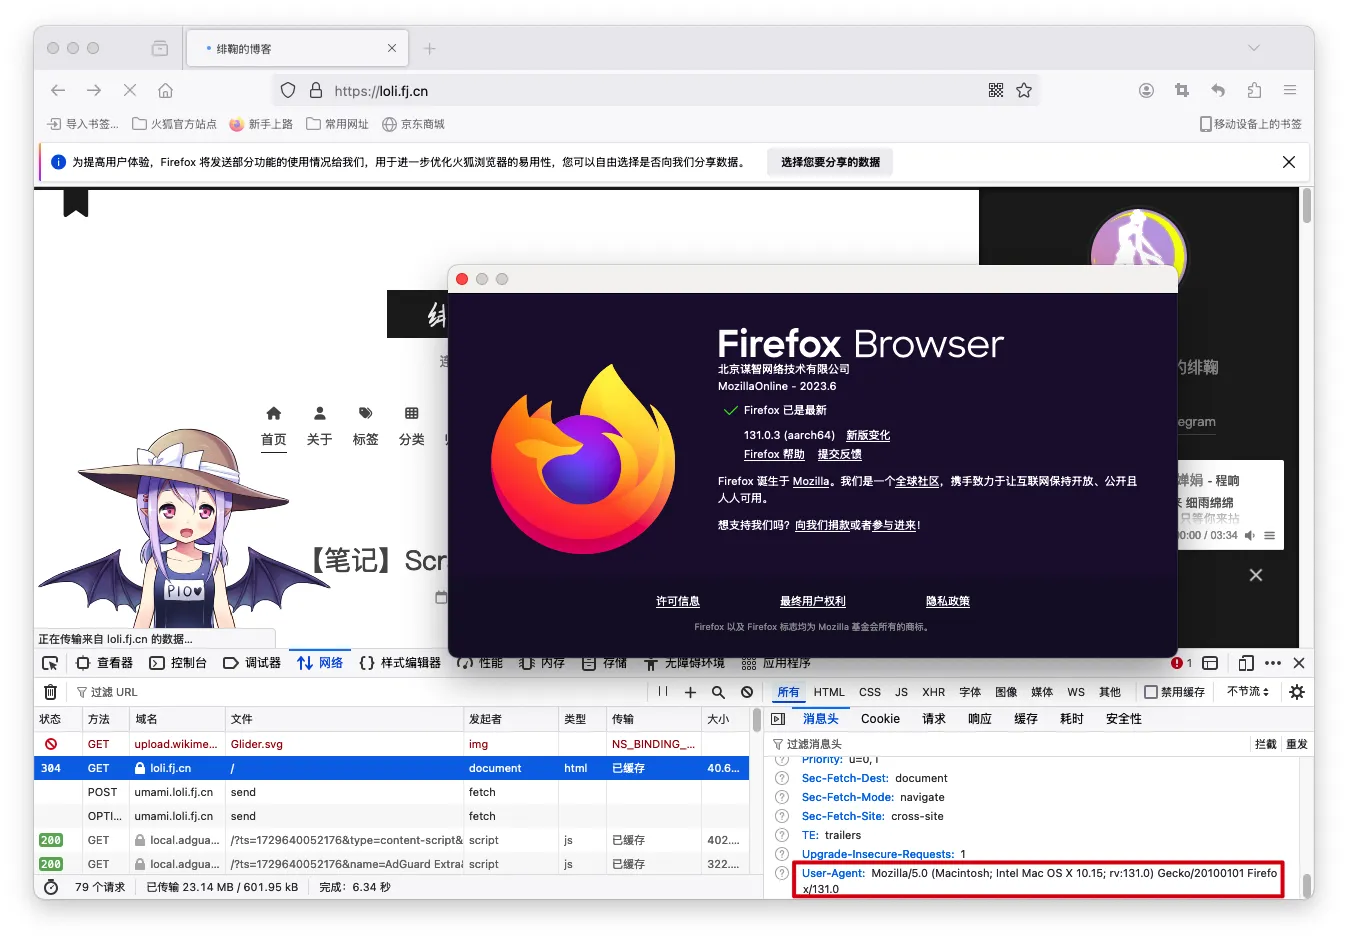 绯鞠的博客
https://loli.fj.cn
导入书签...
火狐官方站点
新手上路
常用网址
京东商城
移动设备上的书签
为提高用户体验，Firefox 将发送部分功能的使用情况给我们，用于进一步优化火狐浏览器的易用性，您可以自由选择是否向我们分享数据。
选择您要分享的数据
Firefox Browser
北京谋智网络技术有限公司
MozillaOnline - 2023.6
Firefox 已是最新
131.0.3 (aarch64) 新版变化
Firefox 帮助 提交反馈
Firefox 诞生于 Mozilla。我们是一个全球社区，携手致力于让互联网保持开放、公开且
人人可用。
想支持我们吗？向我们捐款或者参与进来！
许可信息 最终用户权利 隐私政策
Firefox 以及 Firefox 标志均为 Mozilla 基金会所有的商标。
的绯鞠
egram
首页 关于 标签 分类
婵娟 - 程响
细雨绵绵
只等你来拈
00:00 / 03:34
【笔记】Scr
PIO♥
正在传输来自 loli.fj.cn 的数据...
查看器 控制台 调试器 网络 样式编辑器 性能 内存 存储 无障碍环境 应用程序 1
过滤 URL
所有 HTML CSS JS XHR 字体 图像 媒体 WS 其他 禁用缓存 不节流
状态 方法 域名 文件 发起者 类型 传输 大小
GET upload.wikime... Glider.svg img NS_BINDING_...
304 GET loli.fj.cn / document html 已缓存 40.6...
POST umami.loli.fj.cn send fetch
OPTI... umami.loli.fj.cn send fetch
200 GET local.adgua... /?ts=1729640052176&type=content-script& script js 已缓存 402....
200 GET local.adgua... /?ts=1729640052176&name=AdGuard Extra& script js 已缓存 322....
79 个请求 已传输 23.14 MB / 601.95 kB 完成：6.34 秒
消息头 Cookie 请求 响应 缓存 耗时 安全性
过滤消息头 拦截 重发
Priority: u=0, i
Sec-Fetch-Dest: document
Sec-Fetch-Mode: navigate
Sec-Fetch-Site: cross-site
TE: trailers
Upgrade-Insecure-Requests: 1
User-Agent: Mozilla/5.0 (Macintosh; Intel Mac OS X 10.15; rv:131.0) Gecko/20100101 Firefo
x/131.0